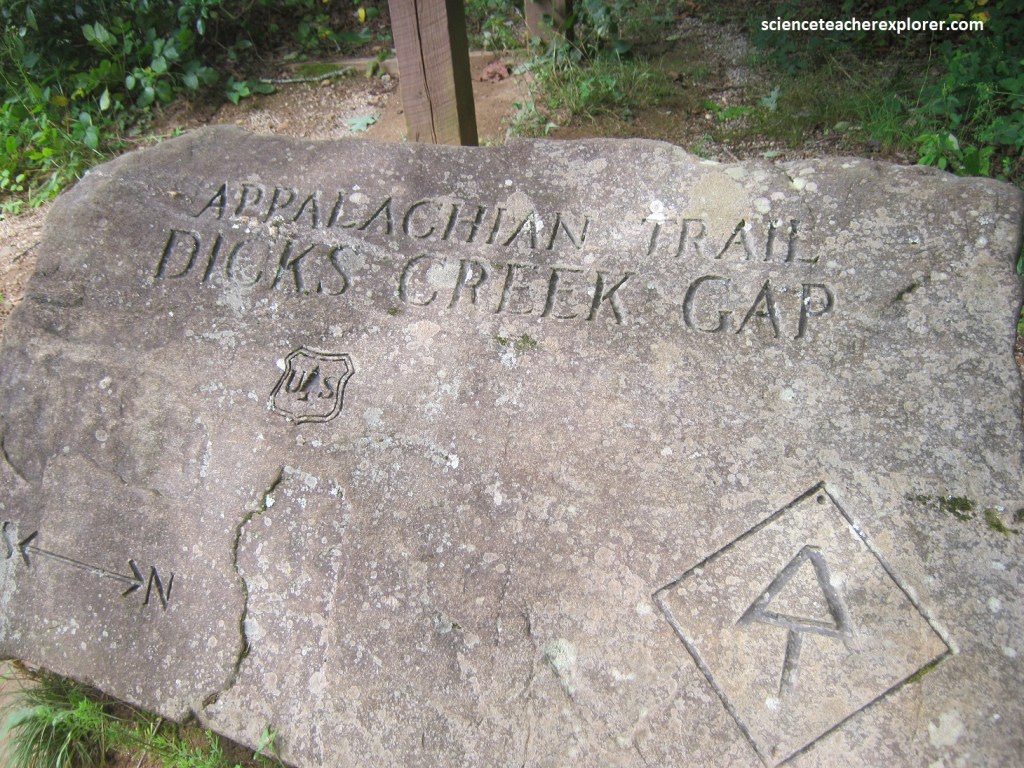 scienceteacherexplorer.com
APPALACHIAN TRAIL
DICKS CREEK GAP
US
N